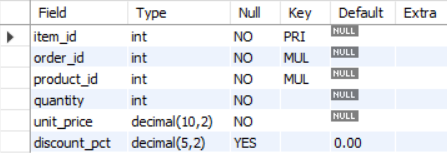 Field Type Null Key Default Extra
item_id int NO PRI NULL
order_id int NO MUL NULL
product_id int NO MUL NULL
quantity int NO NULL
unit_price decimal(10,2) NO NULL
discount_pct decimal(5,2) YES 0.00